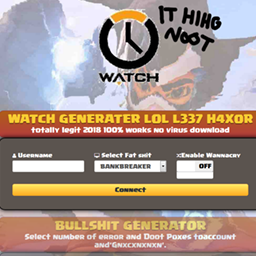 IT HIHG
NOOT
WATCH
WATCH GENERATER LOL L337 H4X0R
totally legit 2018 100% works no virus download
Username
Select Fat shit
Enable Wannacry
BANKBREAKER
OFF
Connect
BULLSHIT GENERATOR
Select number of error and Doot Pokes toaccount
and'Gnxcxnxnxn'.